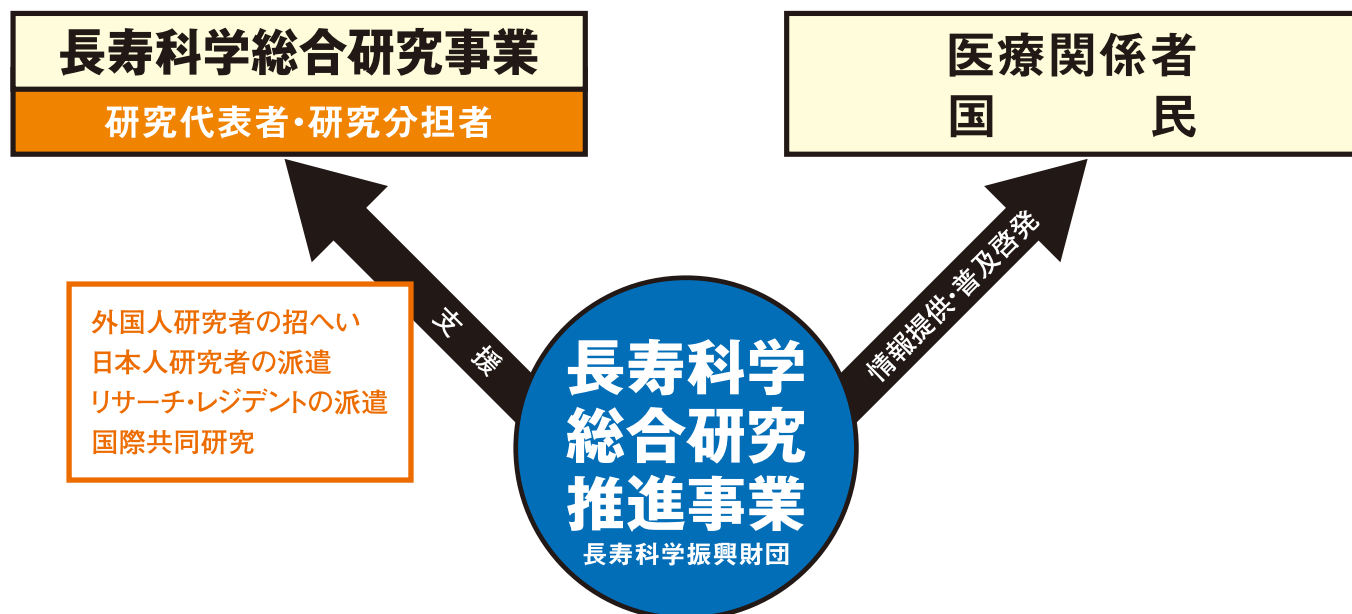 長寿科学総合研究事業
研究代表者・研究分担者
医療関係者
国民
支援
情報提供・普及啓発
外国人研究者の招へい
日本人研究者の派遣
リサーチ・レジデントの派遣
国際共同研究
長寿科学
総合研究
推進事業
長寿科学振興財団